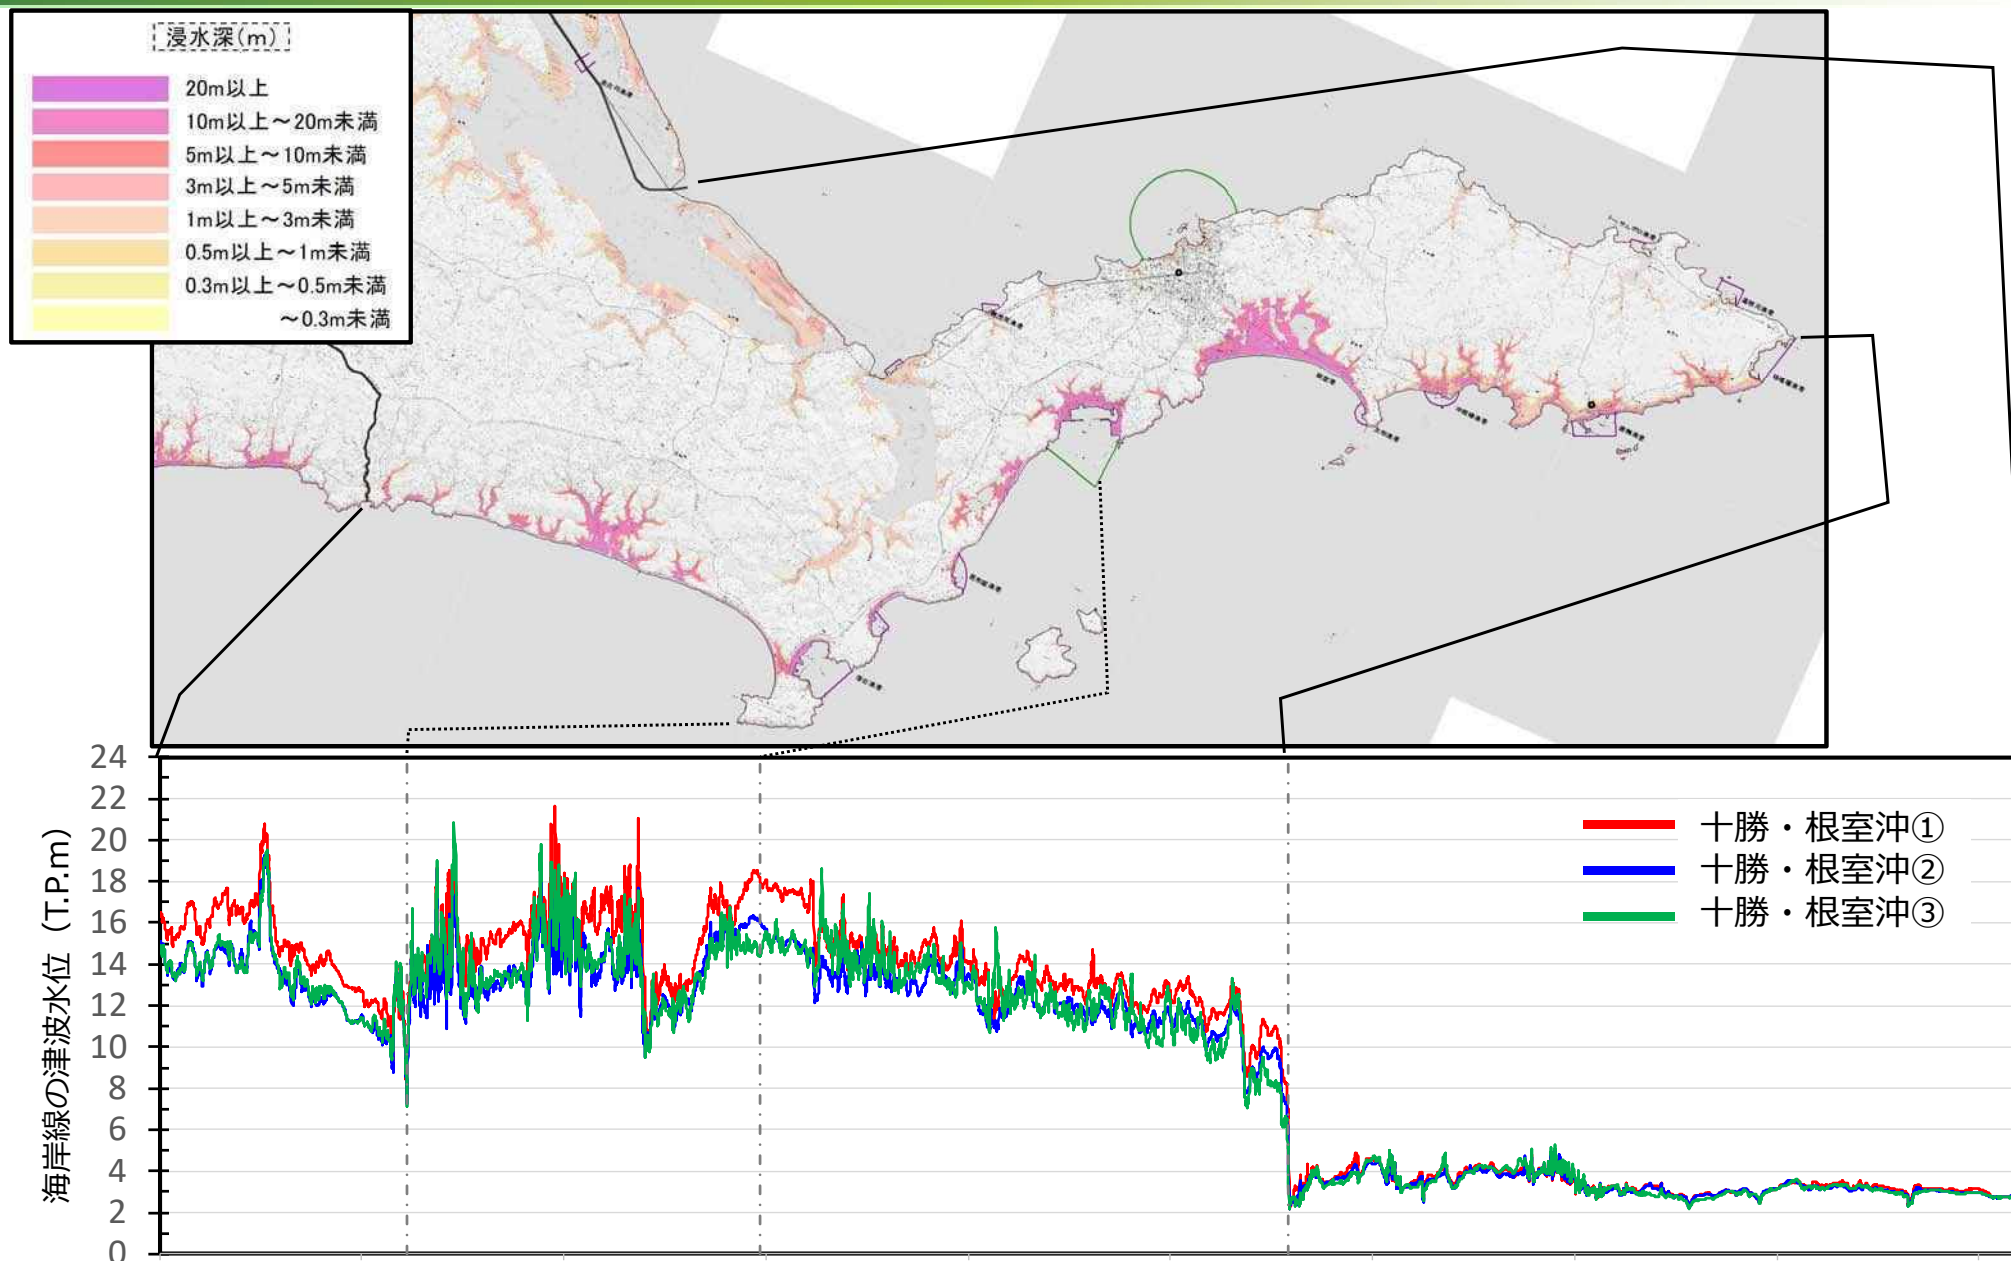 浸水深(m)
20m以上
10m以上～20m未満
5m以上～10m未満
3m以上～5m未満
1m以上～3m未満
0.5m以上～1m未満
0.3m以上～0.5m未満
～0.3m未満
海岸線の津波水位 (T.P.m)
24
22
20
18
16
14
12
10
8
6
4
2
0
十勝・根室沖①
十勝・根室沖②
十勝・根室沖③